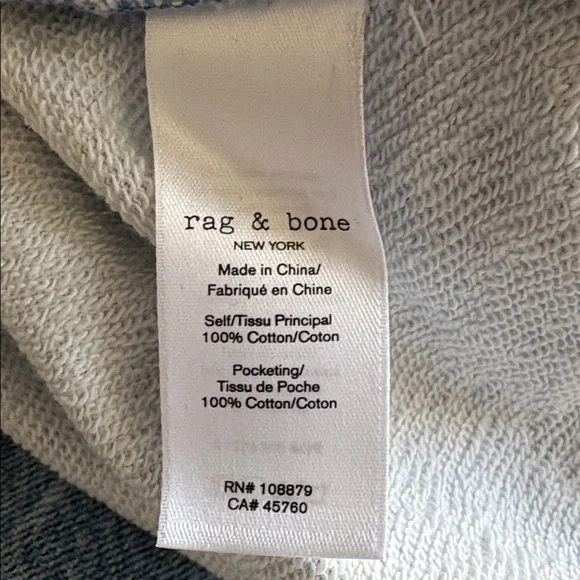 rag & bone
NEW YORK
Made in China/
Fabriqué en Chine
Self/Tissu Principal
100% Cotton/Coton
Pocketing/
Tissu de Poche
100% Cotton/Coton
RN# 108879
CA# 45760